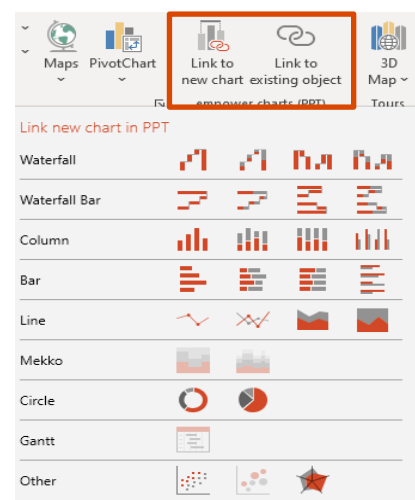 Maps PivotChart Link to new chart Link to existing object 3D Map
empower charts (PPT) Tours
Link new chart in PPT
Waterfall
Waterfall Bar
Column
Bar
Line
Mekko
Circle
Gantt
Other